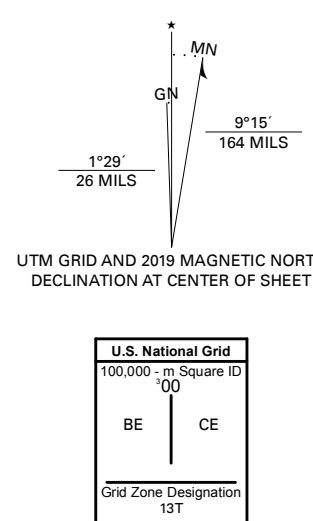 ★
MN
GN
9°15´
164 MILS
1°29´
26 MILS
UTM GRID AND 2019 MAGNETIC NORT
DECLINATION AT CENTER OF SHEET
U.S. National Grid
100,000 - m Square ID
³00
BE CE
Grid Zone Designation
13T